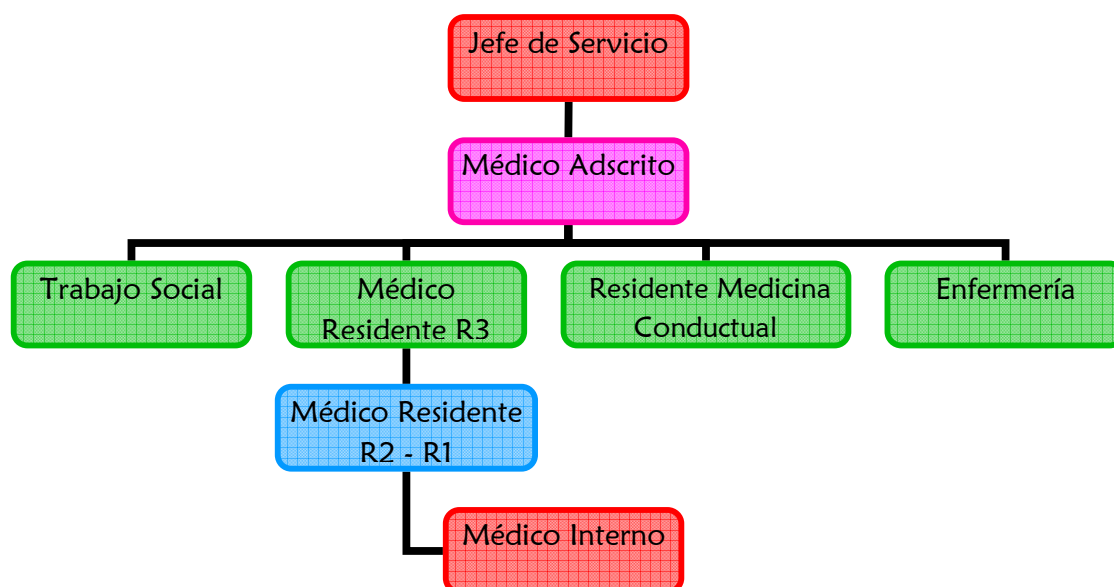 Jefe de Servicio
Médico Adscrito
Trabajo Social
Médico
Residente R3
Residente Medicina
Conductual
Enfermería
Médico Residente
R2 - R1
Médico Interno